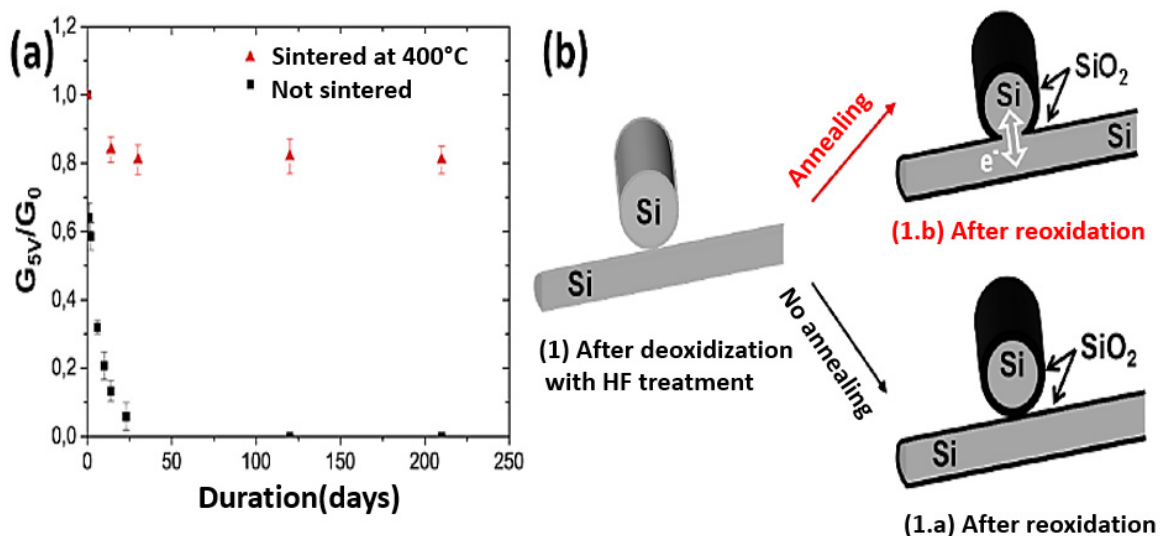 (a)
1,2
1,0
0,8
0,6
0,4
0,2
0,0
G5V/G0
0
50
100
150
200
250
Duration(days)
Sintered at 400°C
Not sintered
(b)
Si
Si
(1) After deoxidization
with HF treatment
Annealing
No annealing
Si
SiO2
Si
e-
(1.b) After reoxidation
Si
SiO2
Si
(1.a) After reoxidation